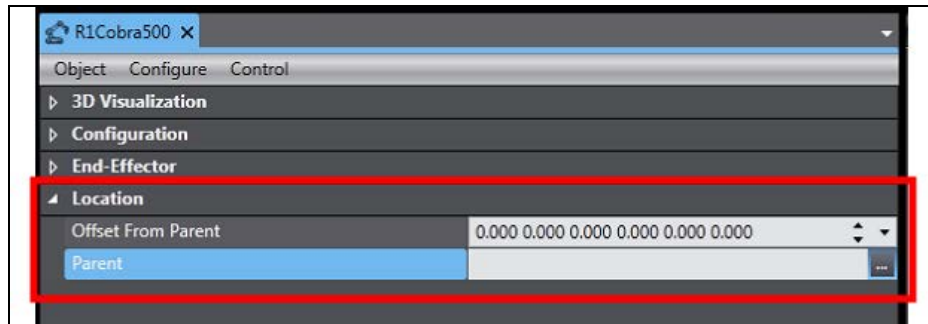 R1Cobra500
Object Configure Control
3D Visualization
Configuration
End-Effector
Location
Offset From Parent 0.000 0.000 0.000 0.000 0.000 0.000
Parent ...